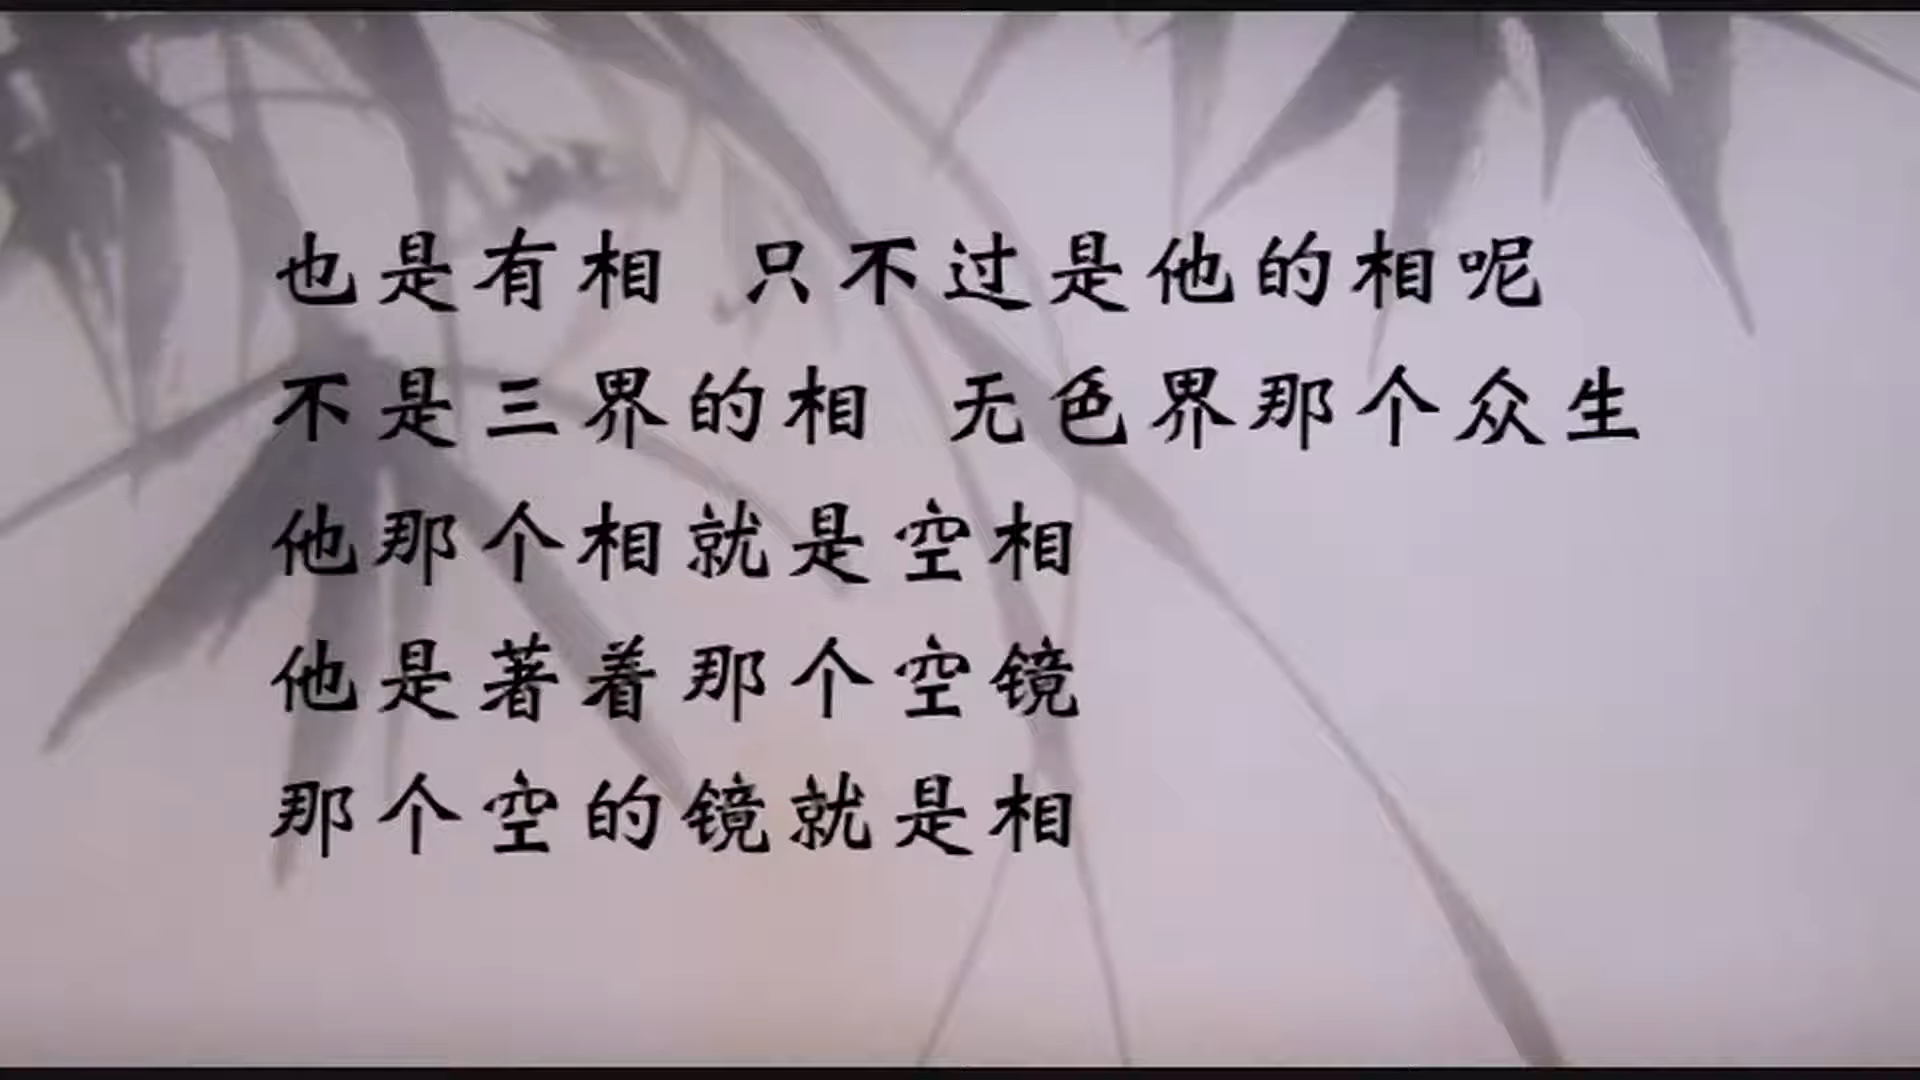 也是有相 只不过是他的相呢
不是三界的相 无色界那个众生
他那个相就是空相
他是著着那个空镜
那个空的镜就是相